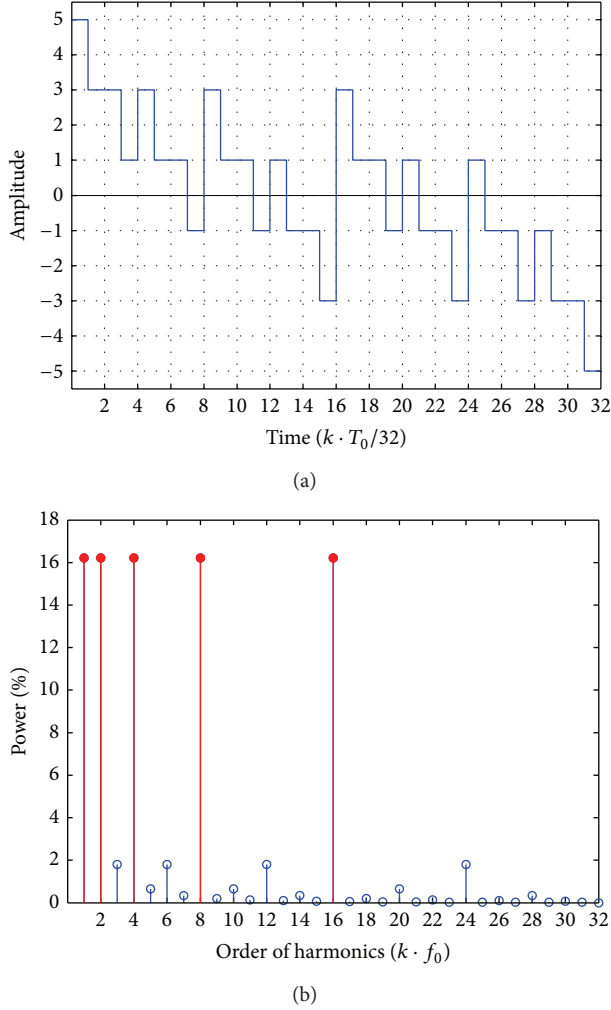 5
4
3
2
1
0
−1
−2
−3
−4
−5
Amplitude
2 4 6 8 10 12 14 16 18 20 22 24 26 28 30 32
Time (k · T0/32)
(a)
18
16
14
12
10
8
6
4
2
0
Power (%)
2 4 6 8 10 12 14 16 18 20 22 24 26 28 30 32
Order of harmonics (k · f0)
(b)